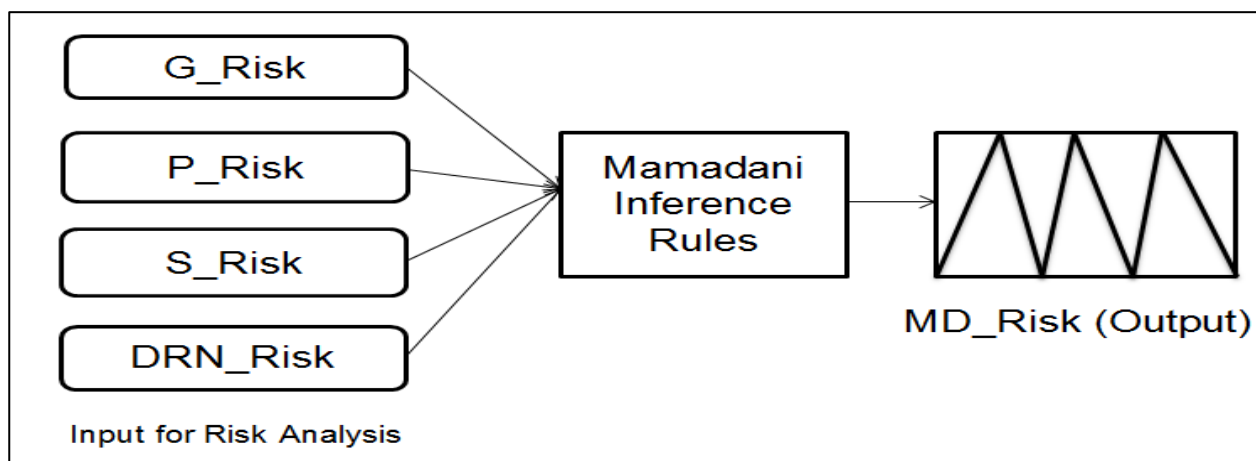 G_Risk
P_Risk
S_Risk
DRN_Risk
Input for Risk Analysis
Mamadani
Inference
Rules
MD_Risk (Output)